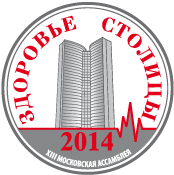 ЗДОРОВЬЕ СТОЛИЦЫ
2014
XIII МОСКОВСКАЯ АССАМБЛЕЯ